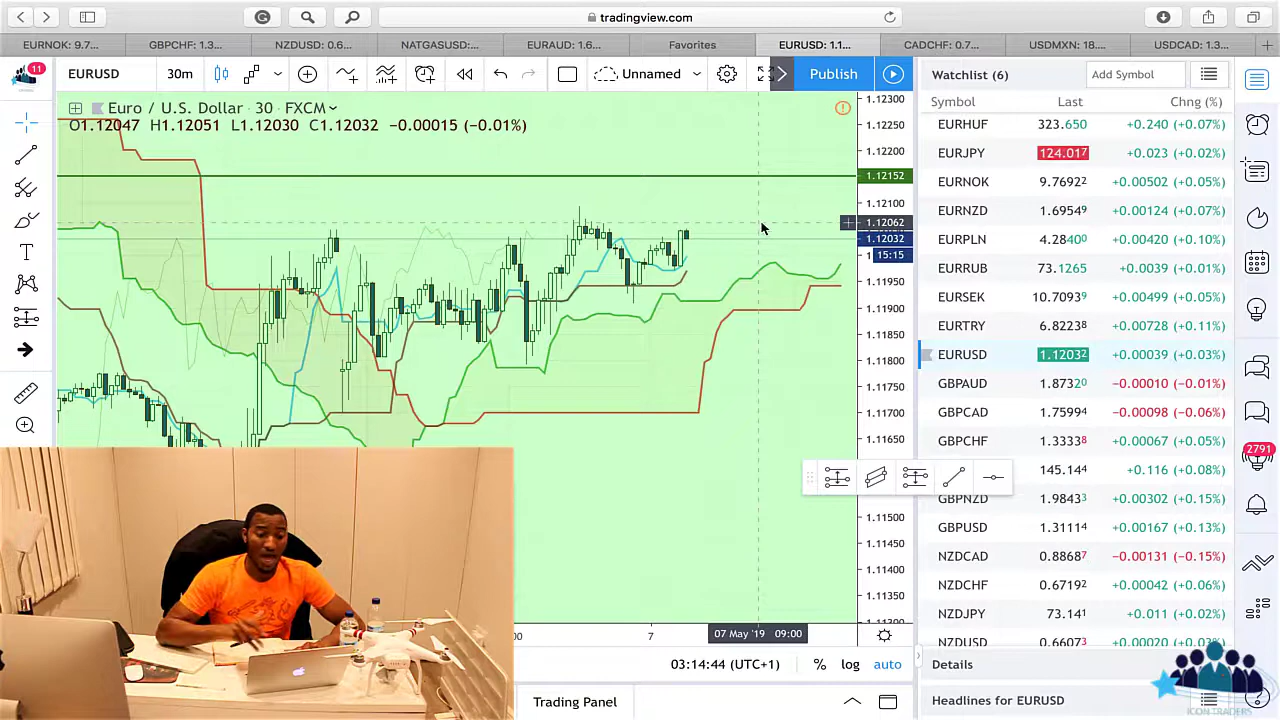 tradingview.com
EURNOK: 9.7...
GBPCHF: 1.3...
NZDUSD: 0.6...
NATGASUSD:...
EURAUD: 1.6...
Favorites
EURUSD: 1.1...
CADCHF: 0.7...
USDMXN: 18....
USDCAD: 1.3...
11
EURUSD
30m
Unnamed
Publish
Watchlist (6)
Add Symbol
Euro / U.S. Dollar · 30 · FXCM
O1.12047 H1.12051 L1.12030 C1.12032 −0.00015 (−0.01%)
Symbol Last Chng (%)
EURHUF 323.650 +0.240 (+0.07%)
EURJPY 124.017 +0.023 (+0.02%)
EURNOK 9.76922 +0.00502 (+0.05%)
EURNZD 1.69549 +0.00124 (+0.07%)
EURPLN 4.28400 +0.00420 (+0.10%)
EURRUB 73.1265 +0.0039 (+0.01%)
EURSEK 10.70939 +0.00499 (+0.05%)
EURTRY 6.82238 +0.00728 (+0.11%)
EURUSD 1.12032 +0.00039 (+0.03%)
GBPAUD 1.87320 −0.00010 (−0.01%)
GBPCAD 1.75994 −0.00098 (−0.06%)
GBPCHF 1.33338 +0.00067 (+0.05%)
145.144 +0.116 (+0.08%)
GBPNZD 1.98433 +0.00302 (+0.15%)
GBPUSD 1.31114 +0.00167 (+0.13%)
NZDCAD 0.88687 −0.00131 (−0.15%)
NZDCHF 0.67192 +0.00042 (+0.06%)
NZDJPY 73.141 +0.011 (+0.02%)
NZDUSD 0.66073 +0.00020 (+0.03%)
1.12300
1.12250
1.12200
1.12152
1.12100
1.12062
1.12032
15:15
1.11950
1.11900
1.11850
1.11800
1.11750
1.11700
1.11650
1.11500
1.11450
1.11400
1.11350
1.11300
2791
7
07 May '19 09:00
03:14:44 (UTC+1)
%
log
auto
Details
Trading Panel
Headlines for EURUSD
ICON TRADERS